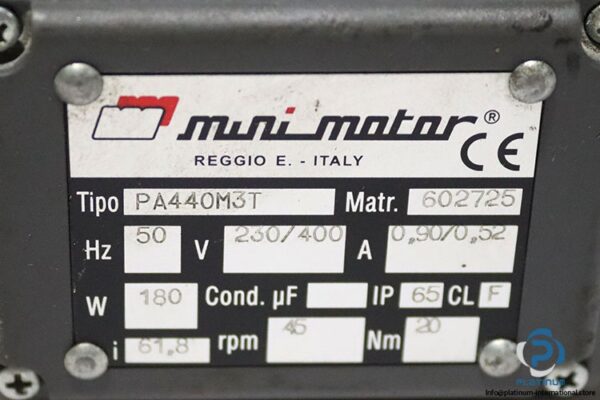 mini motor® CE
REGGIO E. - ITALY
Tipo PA440M3T Matr. 602725
Hz 50 V 230/400 A 0,90/0,52
W 180 Cond. µF IP 65 CL F
i 61,8 rpm 45 Nm 20
PLATINUM
info@platinum-international.store